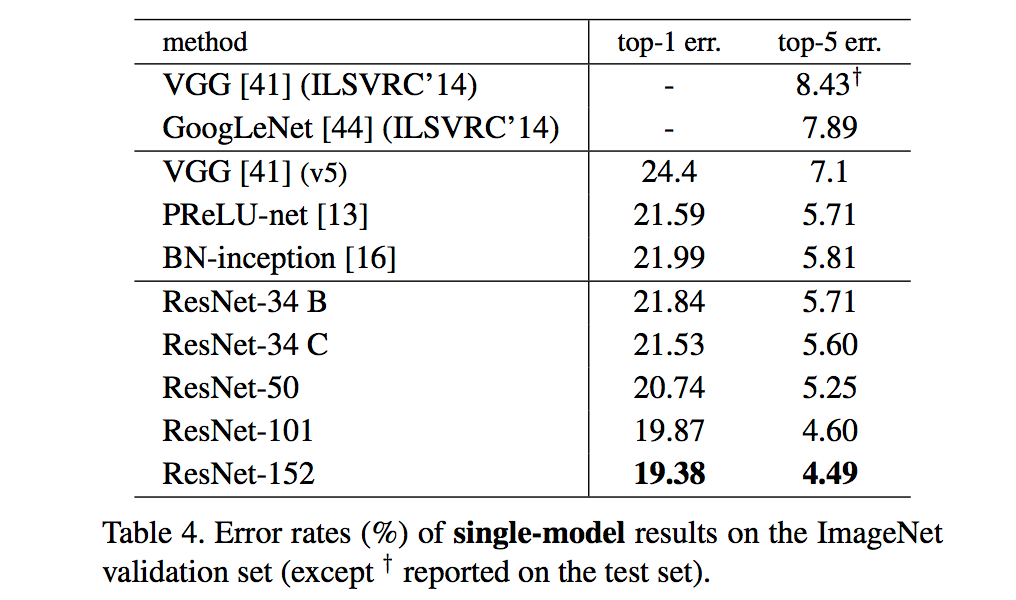 method top-1 err. top-5 err.
VGG [41] (ILSVRC’14) - 8.43†
GoogLeNet [44] (ILSVRC’14) - 7.89
VGG [41] (v5) 24.4 7.1
PReLU-net [13] 21.59 5.71
BN-inception [16] 21.99 5.81
ResNet-34 B 21.84 5.71
ResNet-34 C 21.53 5.60
ResNet-50 20.74 5.25
ResNet-101 19.87 4.60
ResNet-152 19.38 4.49
Table 4. Error rates (%) of single-model results on the ImageNet
validation set (except † reported on the test set).